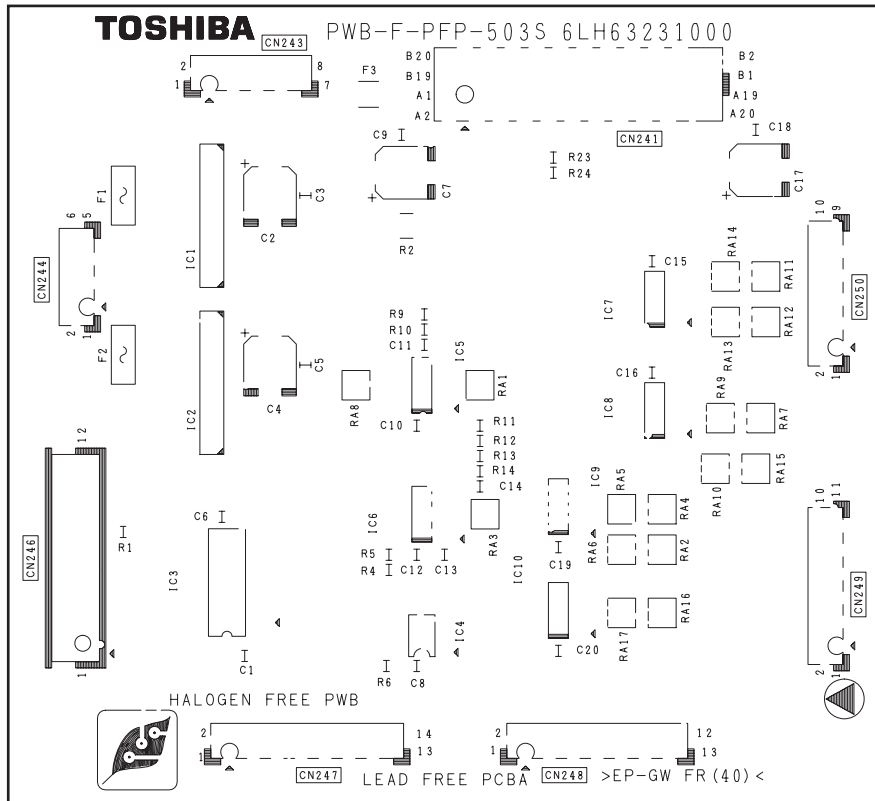 TOSHIBA CN243 PWB-F-PFP-503S 6LH63231000
2 8
1 7
F3
B20 B2
B19 B1
A1 A19
A2 A20
CN241
C9 C18
C7 C17
R23
R24
F1
C3
C2
R2
IC1
6 5
CN244
2 1
F2
RA14
C15 RA11
IC7
RA12
RA13
10 9
CN250
2 1
R9
R10
C11
IC5
C5
C4
IC2
RA8
RA1
C10
C16
IC8
RA9
RA7
R11
R12
R13
R14
C14
RA10
RA15
12
CN246
1
R1
C6
IC3
C1
IC6
RA3
R5
R4
C12 C13
IC10
IC9
RA5
RA4
RA6
RA2
C19
RA16
RA17
C20
IC4
R6 C8
10 11
CN249
2 1
HALOGEN FREE PWB
2 14
1 13
CN247
2 12
1 13
CN248
LEAD FREE PCBA >EP-GW FR(40)<